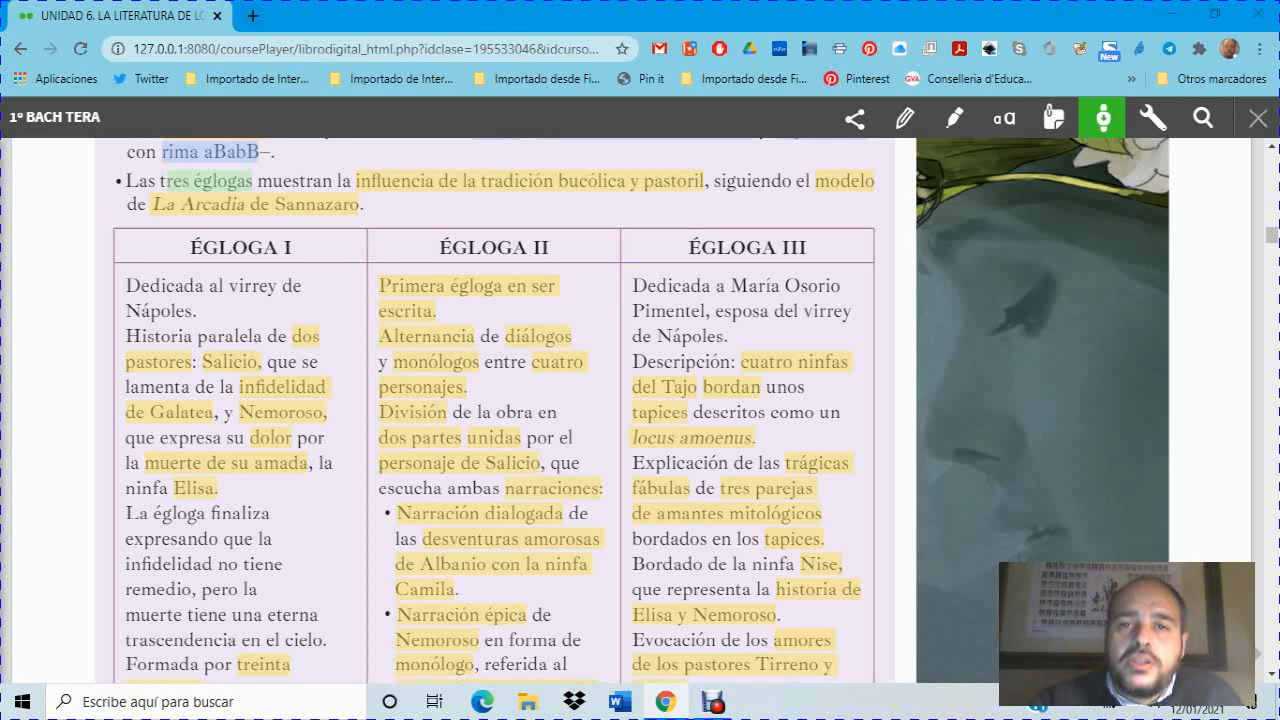 UNIDAD 6. LA LITERATURA DE LO
127.0.0.1:8080/coursePlayer/librodigital_html.php?idclase=195533046&idcurso...
New
Aplicaciones Twitter Importado de Inter... Importado de Inter... Importado desde Fi... Pin it Importado desde Fi... Pinterest GVA Conselleria d'Educa... » Otros marcadores
1º BACH TERA
aA
con rima aBabB–.
• Las tres églogas muestran la influencia de la tradición bucólica y pastoril, siguiendo el modelo
de La Arcadia de Sannazaro.
ÉGLOGA I
Dedicada al virrey de
Nápoles.
Historia paralela de dos
pastores: Salicio, que se
lamenta de la infidelidad
de Galatea, y Nemoroso,
que expresa su dolor por
la muerte de su amada, la
ninfa Elisa.
La égloga finaliza
expresando que la
infidelidad no tiene
remedio, pero la
muerte tiene una eterna
trascendencia en el cielo.
Formada por treinta
ÉGLOGA II
Primera égloga en ser
escrita.
Alternancia de diálogos
y monólogos entre cuatro
personajes.
División de la obra en
dos partes unidas por el
personaje de Salicio, que
escucha ambas narraciones:
• Narración dialogada de
las desventuras amorosas
de Albanio con la ninfa
Camila.
• Narración épica de
Nemoroso en forma de
monólogo, referida al
ÉGLOGA III
Dedicada a María Osorio
Pimentel, esposa del virrey
de Nápoles.
Descripción: cuatro ninfas
del Tajo bordan unos
tapices descritos como un
locus amoenus.
Explicación de las trágicas
fábulas de tres parejas
de amantes mitológicos
bordados en los tapices.
Bordado de la ninfa Nise,
que representa la historia de
Elisa y Nemoroso.
Evocación de los amores
de los pastores Tirreno y
Escribe aquí para buscar
12/01/2021